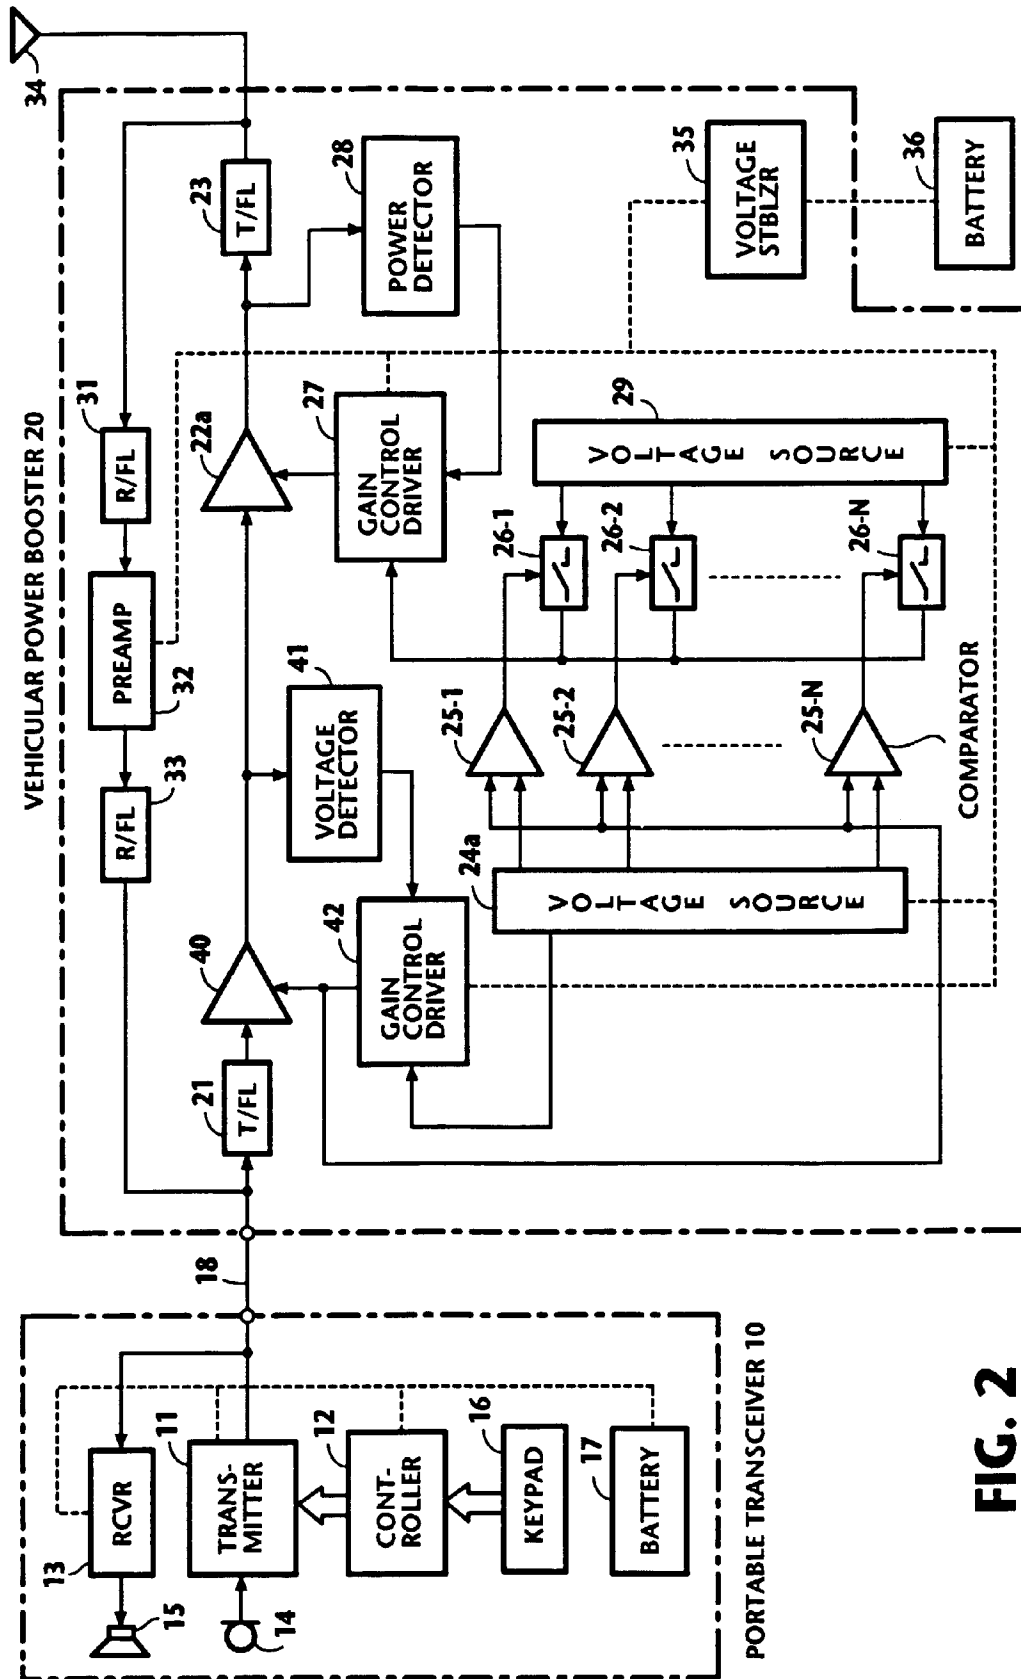 VEHICULAR POWER BOOSTER 20
34
31
R/FL
PREAMP
32
33
R/FL
23
T/FL
22a
40
21
T/FL
18
28
POWER
DETECTOR
27
GAIN
CONTROL
DRIVER
41
VOLTAGE
DETECTOR
42
GAIN
CONTROL
DRIVER
35
VOLTAGE
STBLZR
36
BATTERY
29
VOLTAGE SOURCE
26-1
26-2
26-N
25-1
25-2
25-N
COMPARATOR
24a
VOLTAGE SOURCE
13
RCVR
15
11
TRANS-
MITTER
14
12
CONT-
ROLLER
16
KEYPAD
17
BATTERY
PORTABLE TRANSCEIVER 10
FIG. 2